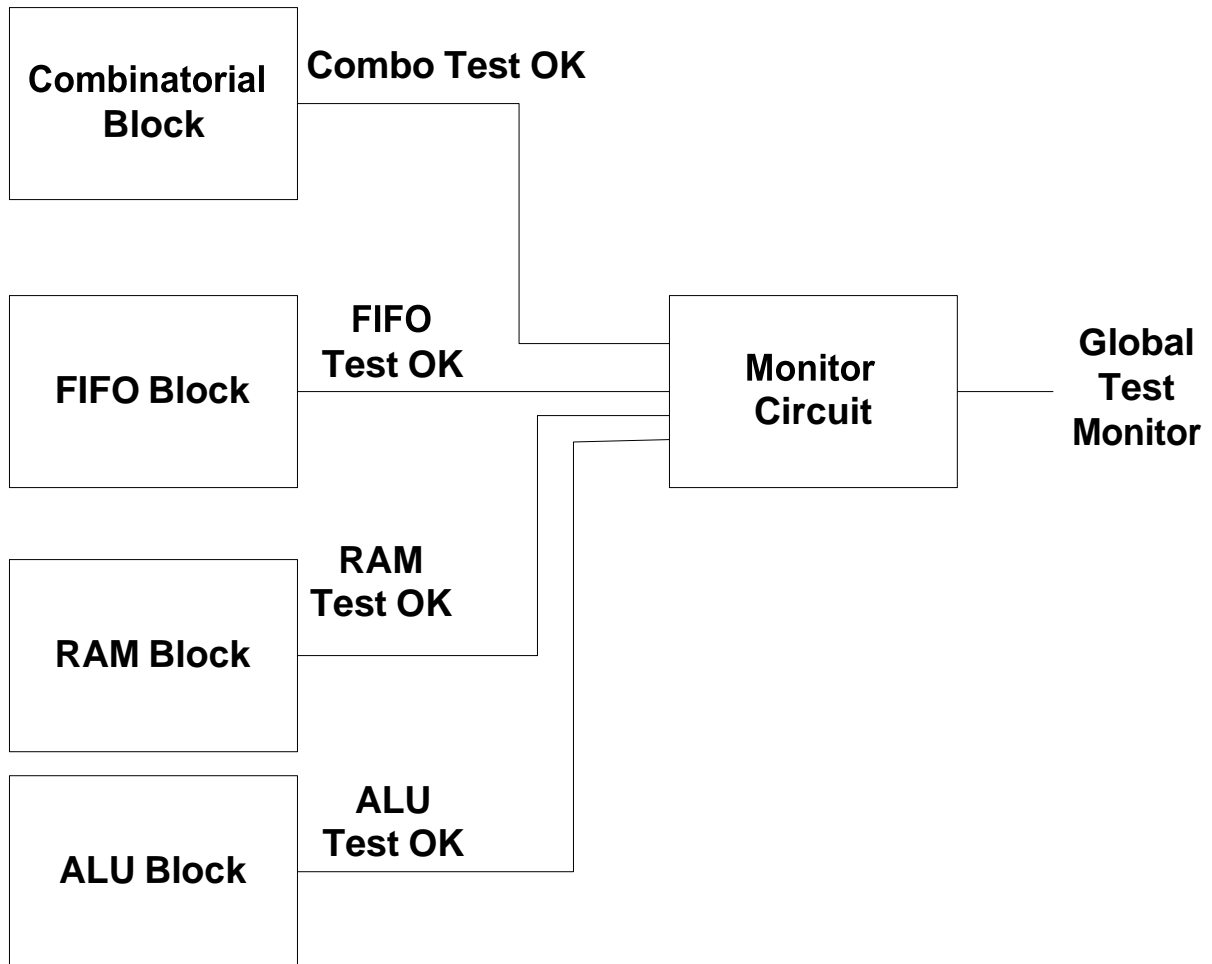 Combinatorial
Block
Combo Test OK
FIFO Block
FIFO
Test OK
Monitor
Circuit
Global
Test
Monitor
RAM Block
RAM
Test OK
ALU Block
ALU
Test OK